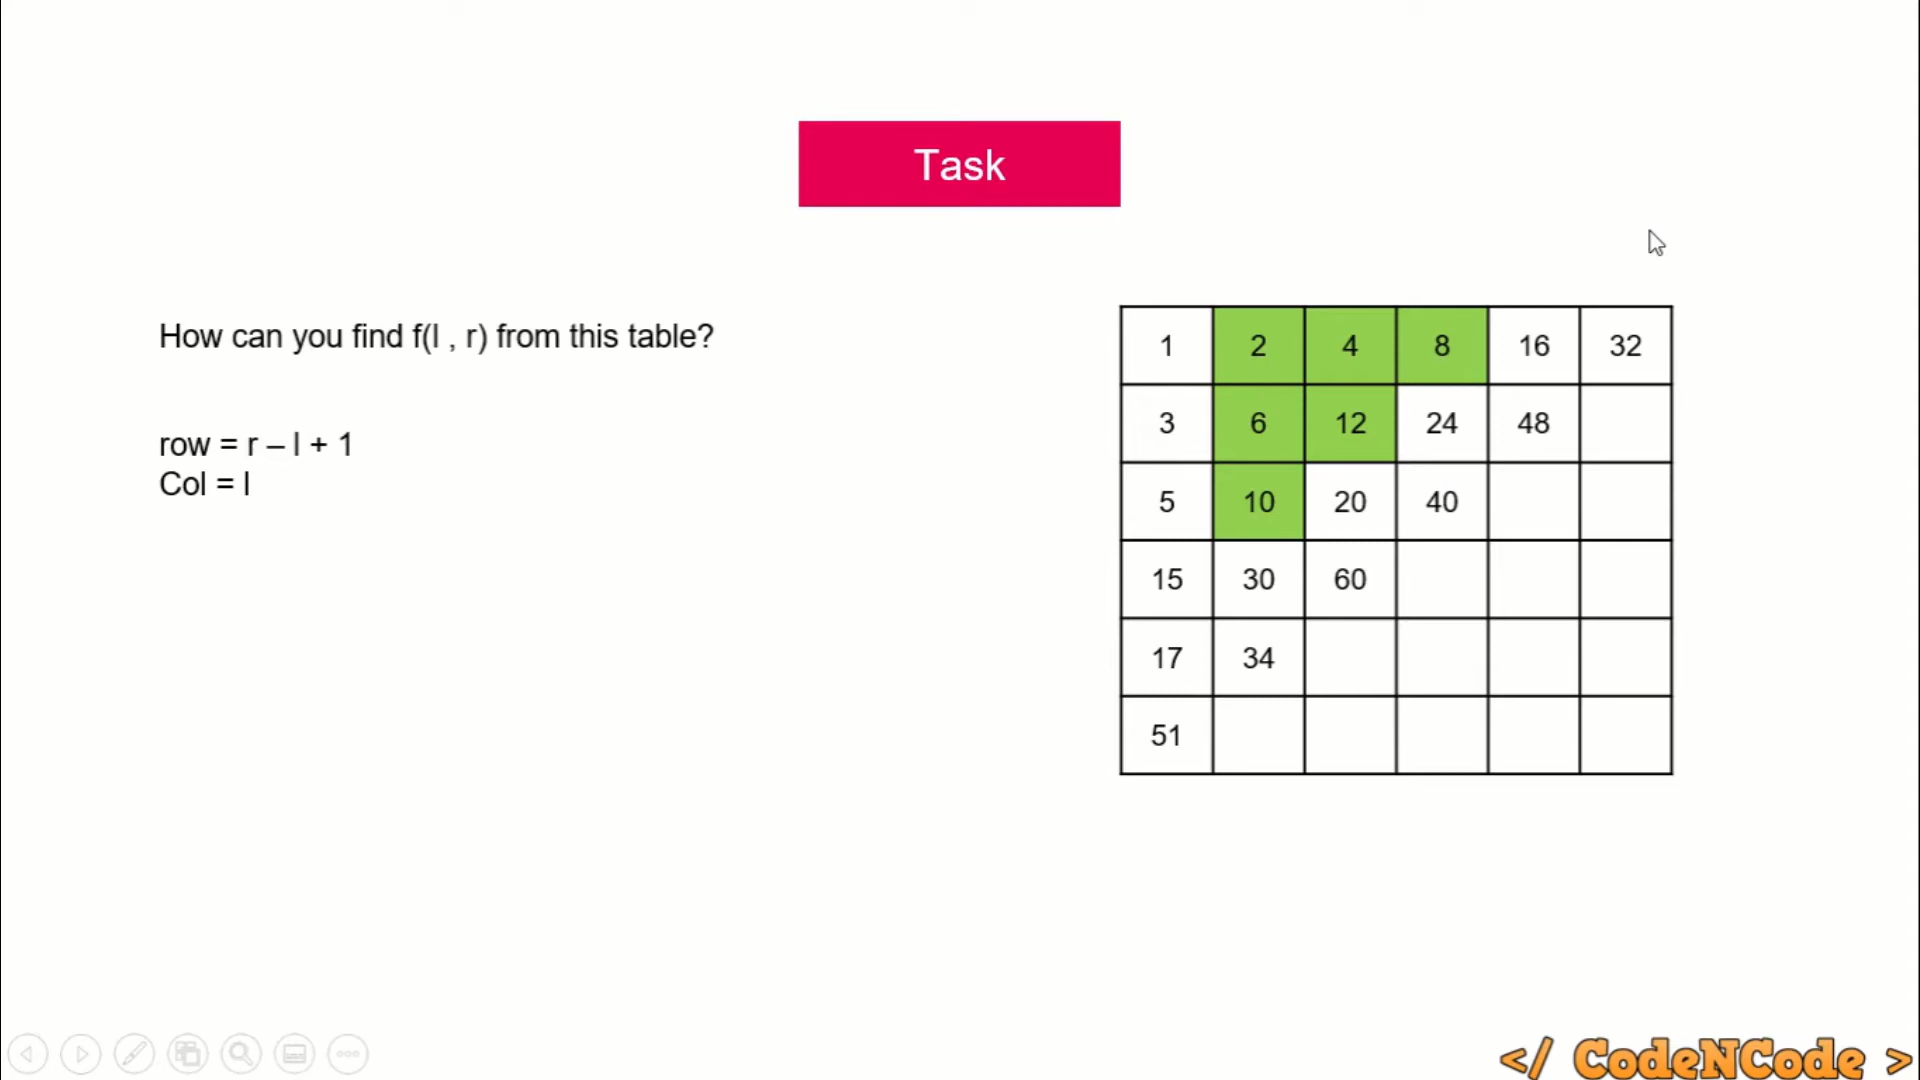 Task
How can you find f(l , r) from this table?
row = r – l + 1
Col = l
1 2 4 8 16 32
3 6 12 24 48
5 10 20 40
15 30 60
17 34
51
</ CodeNCode >